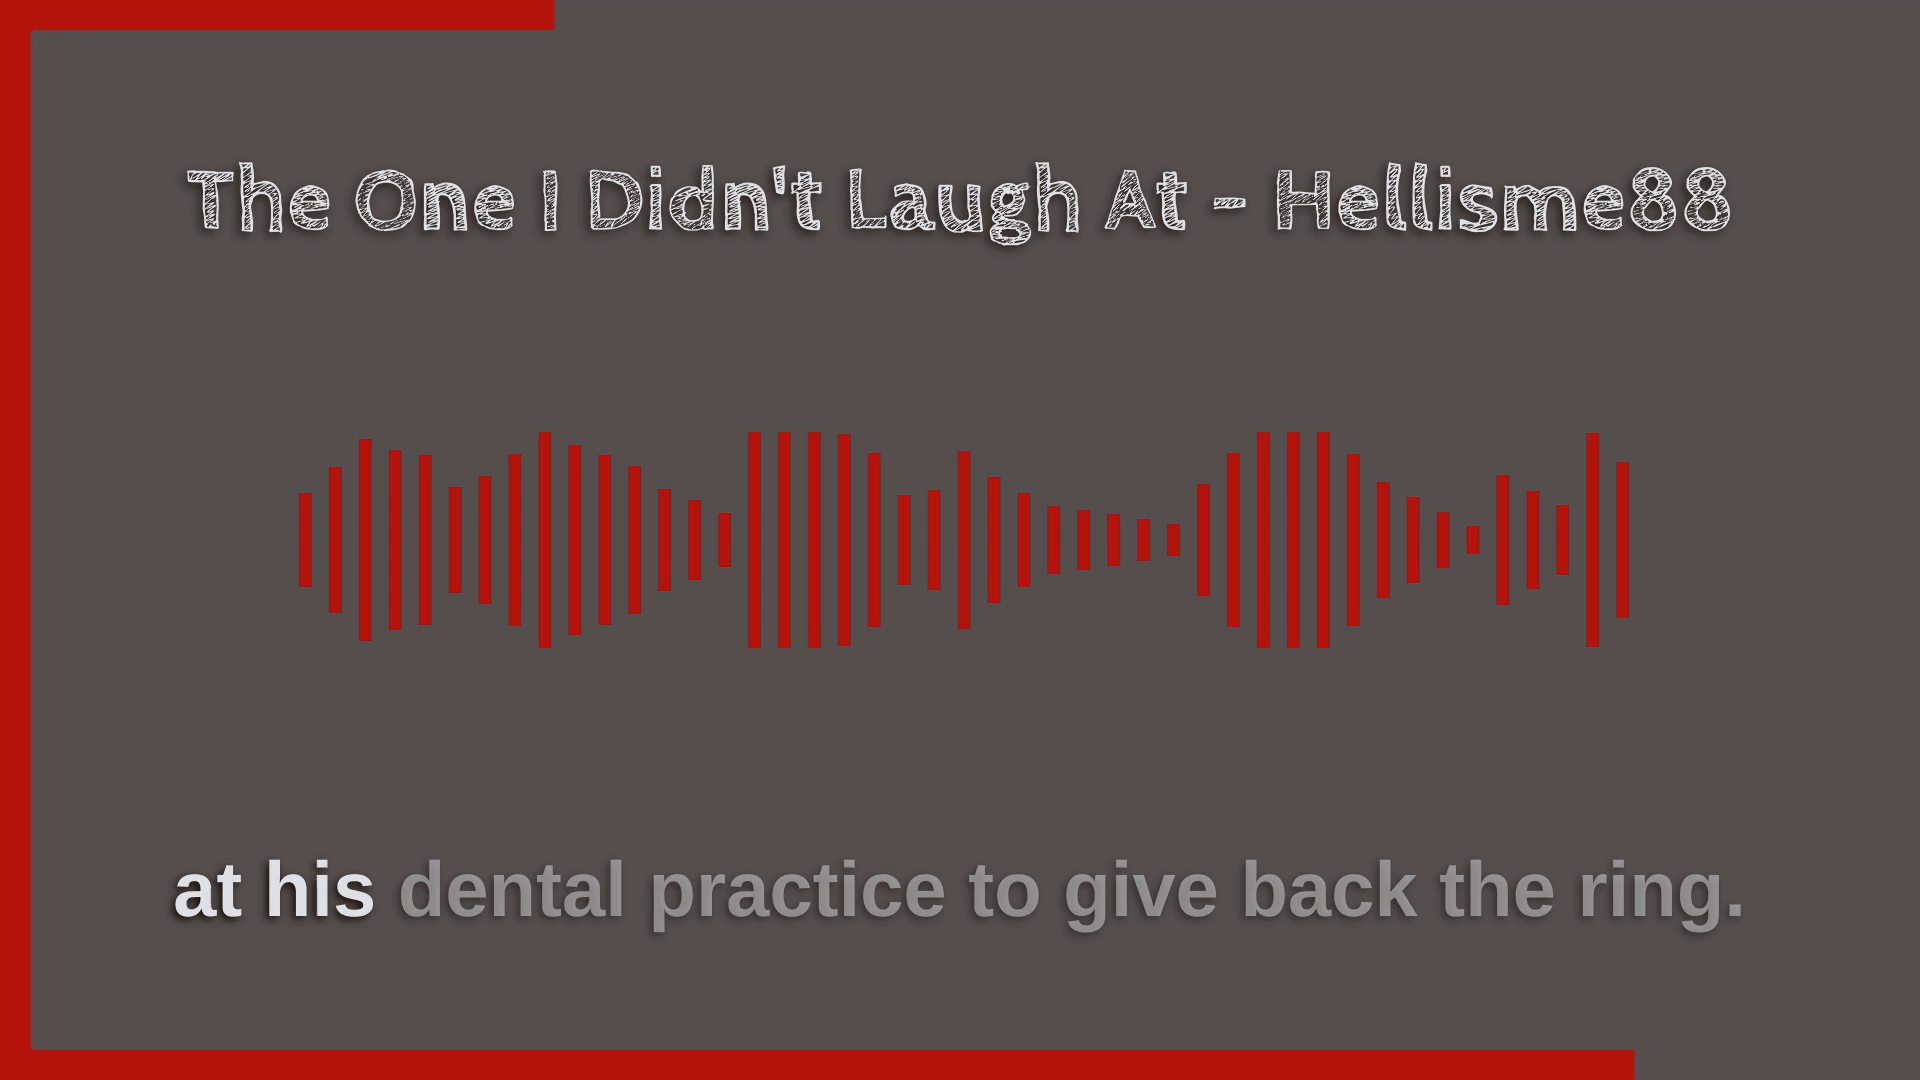 The One I Didn't Laugh At - Hellisme88
at his dental practice to give back the ring.